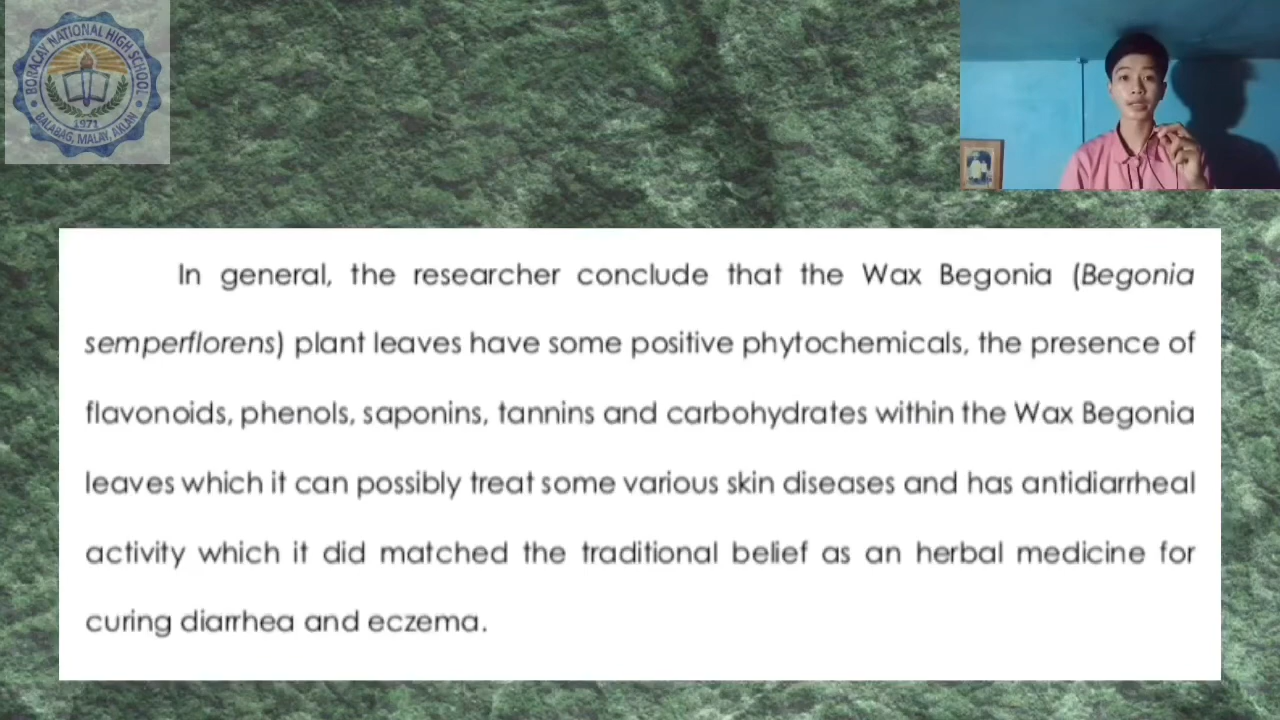 BORACAY NATIONAL HIGH SCHOOL
1971
BALABAG, MALAY, AKLAN
In general, the researcher conclude that the Wax Begonia (Begonia
semperflorens) plant leaves have some positive phytochemicals, the presence of
flavonoids, phenols, saponins, tannins and carbohydrates within the Wax Begonia
leaves which it can possibly treat some various skin diseases and has antidiarrheal
activity which it did matched the traditional belief as an herbal medicine for
curing diarrhea and eczema.